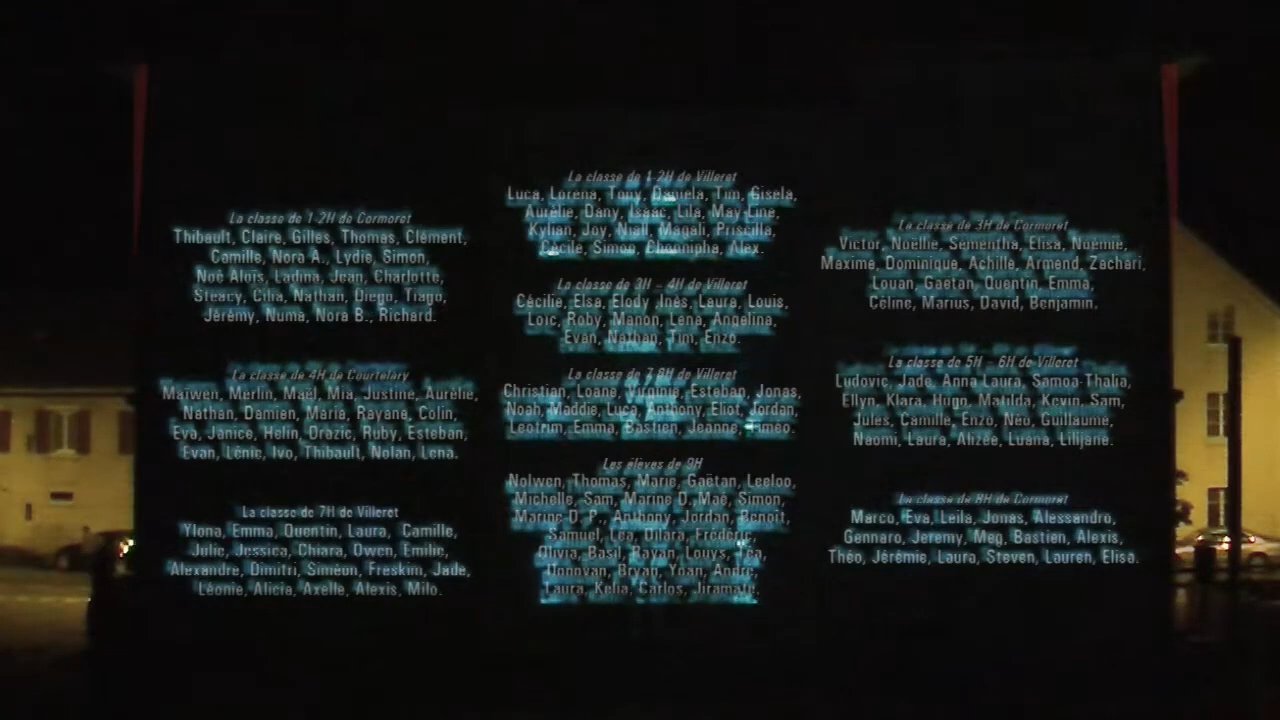 La classe de 1-2H de Cormoret
Thibault, Claire, Gilles, Thomas, Clément,
Camille, Nora A., Lydie, Simon,
Noé Aloïs, Ladina, Jean, Charlotte,
Steacy, Cilia, Nathan, Diego, Tiago,
Jérémy, Numa, Nora B., Richard.
La classe de 4H de Courtelary
Maïwen, Merlin, Maël, Mia, Justine, Aurélie,
Nathan, Damien, Maria, Rayane, Colin,
Eva, Janice, Helin, Drazic, Ruby, Esteban,
Evan, Lénie, Ivo, Thibault, Nolan, Lena.
La classe de 7H de Villeret
Ylona, Emma, Quentin, Laura, Camille,
Julie, Jessica, Chiara, Owen, Emilie,
Alexandre, Dimitri, Siméon, Freskim, Jade,
Léonie, Alicia, Axelle, Alexis, Milo.
La classe de 1-2H de Villeret
Luca, Lorena, Tony, Daniela, Tim, Gisela,
Aurélie, Dany, Isaac, Lila, May-Line,
Kylian, Joy, Niall, Magali, Priscilla,
Cécile, Simon, Chompha, Alex.
La classe de 3H - 4H de Villeret
Cécilie, Elsa, Elody, Inès, Laura, Louis,
Loïc, Roby, Manon, Lena, Angelina,
Evan, Nathan, Tim, Enzo.
La classe de 7-8H de Villeret
Christian, Loane, Virginie, Esteban, Jonas,
Noah, Maddie, Luca, Anthony, Eliot, Jordan,
Leotrim, Emma, Bastien, Jeanne, Timéo.
Les élèves de 9H
Nolwen, Thomas, Marie, Gaëtan, Leeloo,
Michelle, Sam, Marine D., Maé, Simon,
Marine D. P., Anthony, Jordan, Benoît,
Samuel, Léa, Dilara, Frédéric,
Olivia, Basil, Rayan, Louys, Téa,
Donovan, Bryan, Yoan, André,
Laura, Kelia, Carlos, Jiramate.
La classe de 3H de Cormoret
Victor, Noëllie, Sémentha, Elisa, Noémie,
Maxime, Dominique, Achille, Armend, Zachari,
Louan, Gaëtan, Quentin, Emma,
Céline, Marius, David, Benjamin.
La classe de 5H - 6H de Villeret
Ludovic, Jade, Anna Laura, Samoa-Thalia,
Ellyn, Klara, Hugo, Matilda, Kevin, Sam,
Jules, Camille, Enzo, Néo, Guillaume,
Naomi, Laura, Alizée, Luana, Lilijane.
La classe de 8H de Cormoret
Marco, Eva, Leila, Jonas, Alessandro,
Gennaro, Jeremy, Meg, Bastien, Alexis,
Théo, Jérémie, Laura, Steven, Lauren, Elisa.